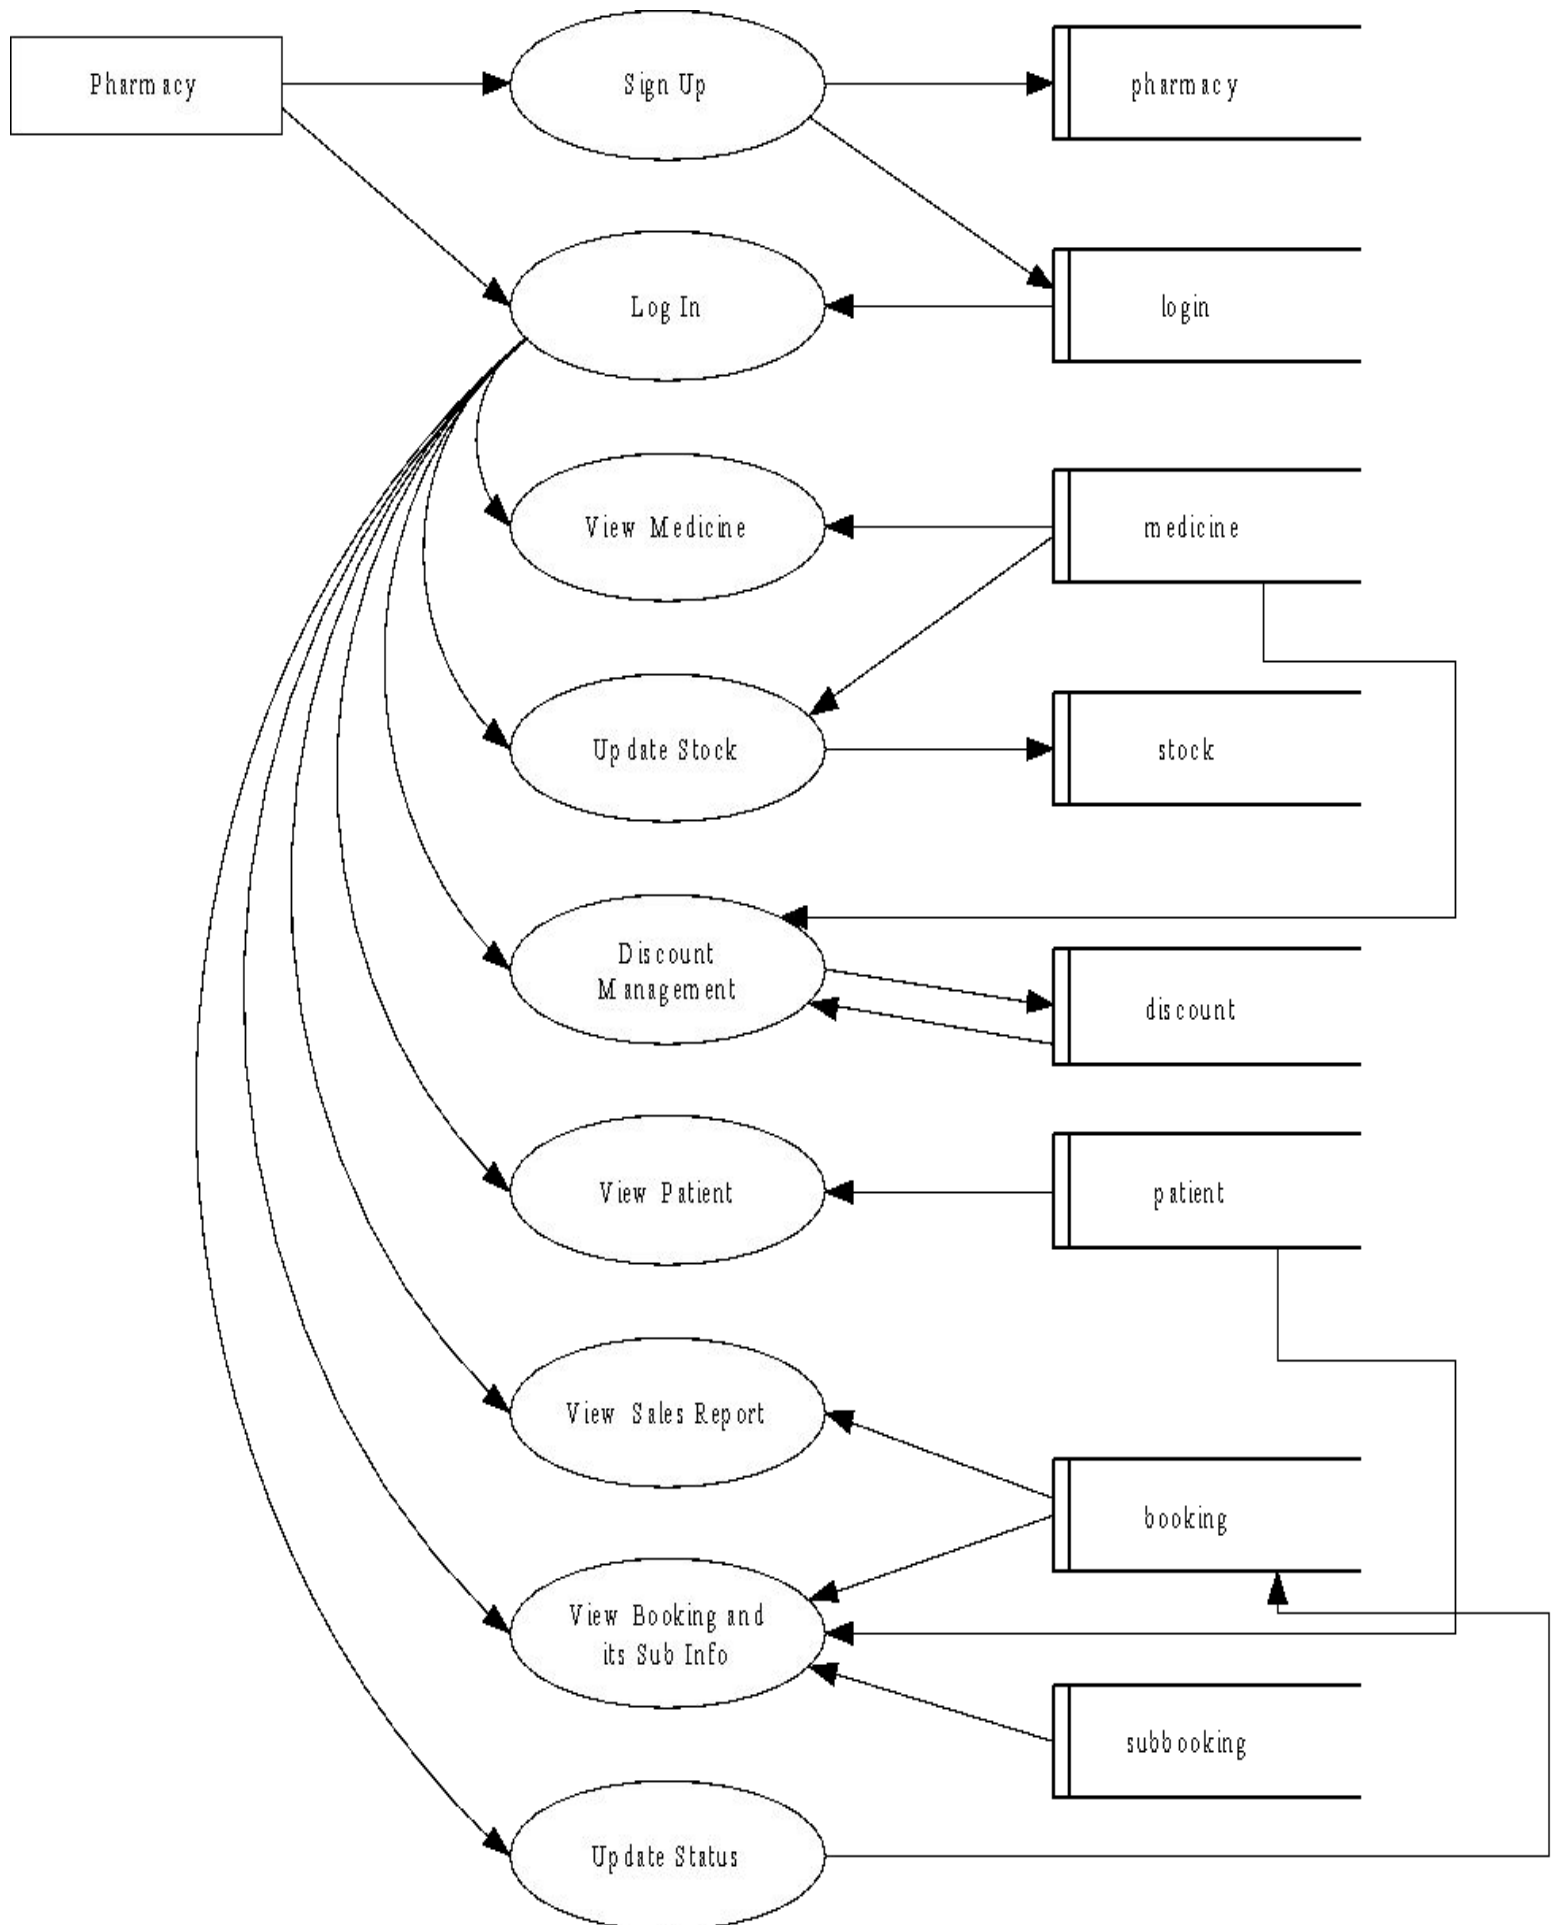 Pharmacy
Sign Up
pharmacy
Log In
login
View Medicine
medicine
Update Stock
stock
Discount
Management
discount
View Patient
patient
View Sales Report
booking
View Booking and
its Sub Info
subbooking
Update Status